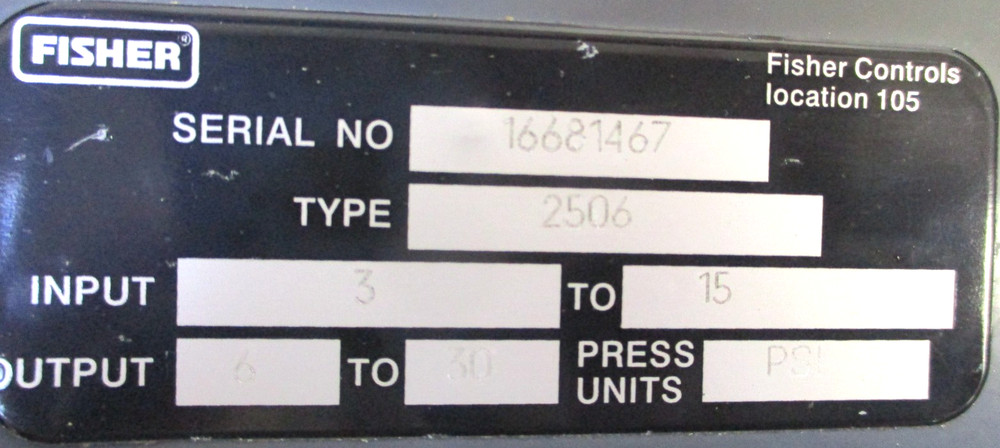 FISHER®
Fisher Controls
location 105
SERIAL NO 16681467
TYPE 2506
INPUT 3 TO 15
OUTPUT 6 TO 30 PRESS UNITS PSI